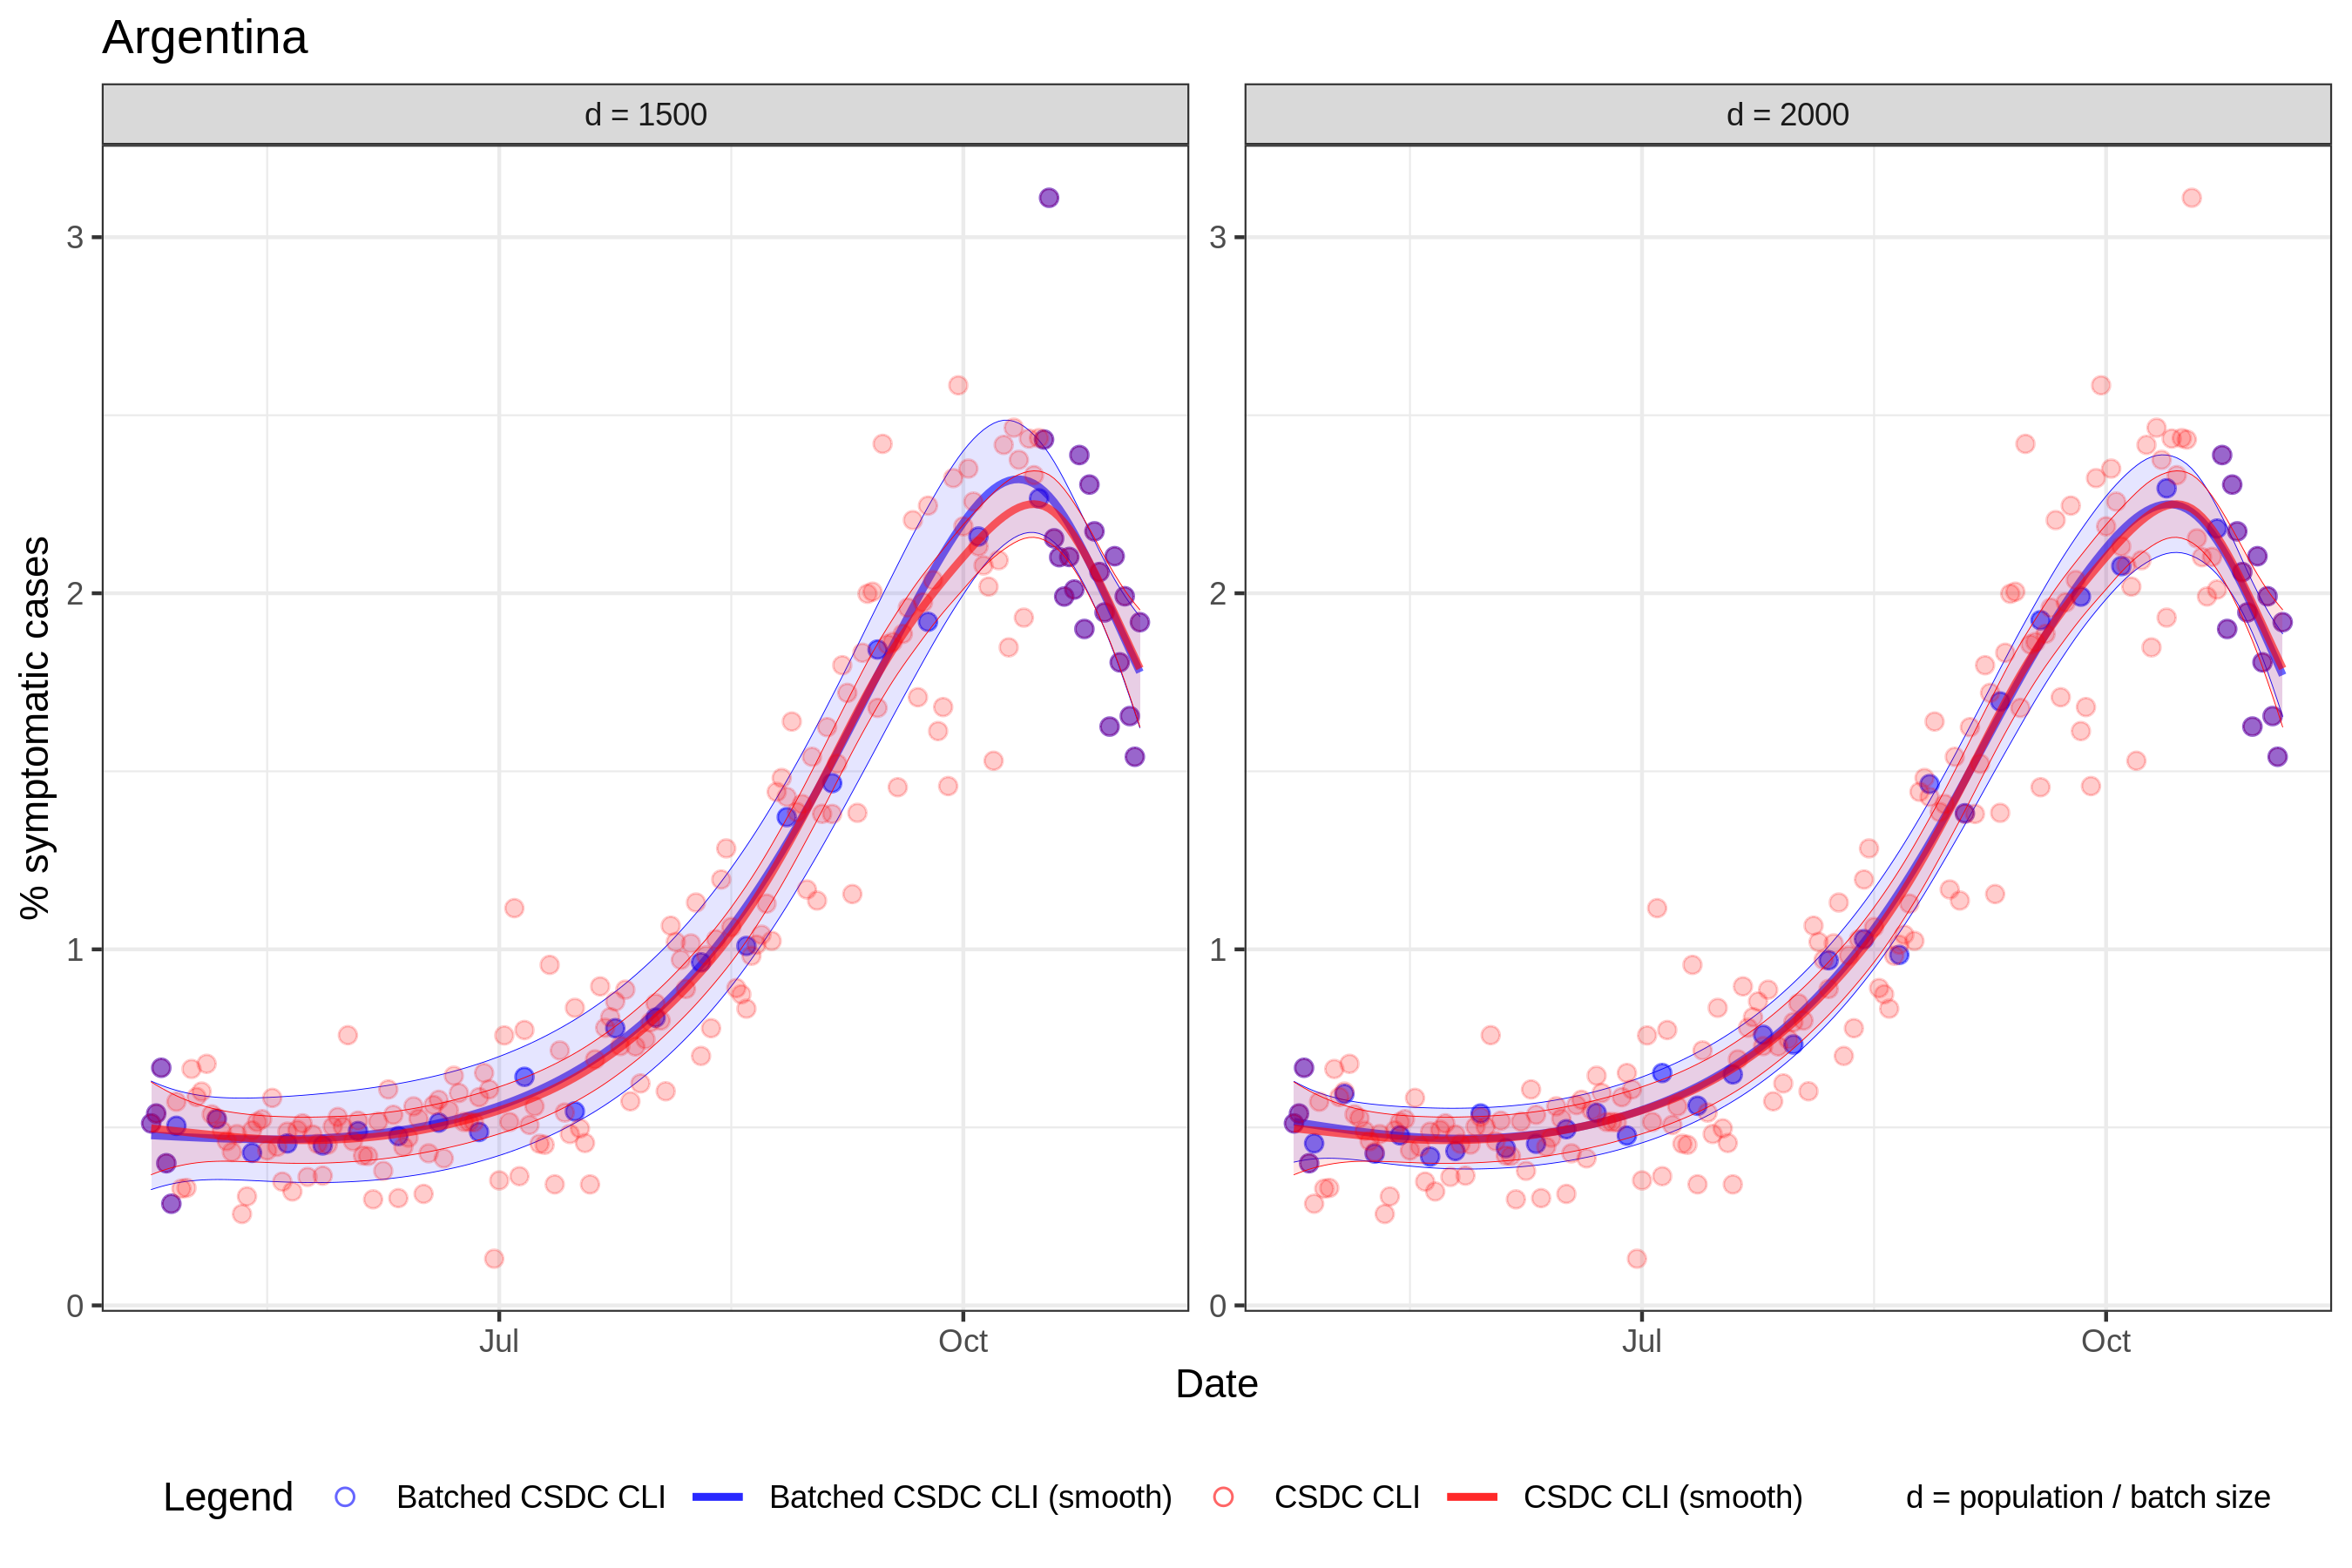 Argentina
d = 1500
d = 2000
% symptomatic cases
3
2
1
0
3
2
1
0
Jul
Oct
Jul
Oct
Date
Legend
Batched CSDC CLI
Batched CSDC CLI (smooth)
CSDC CLI
CSDC CLI (smooth)
d = population / batch size